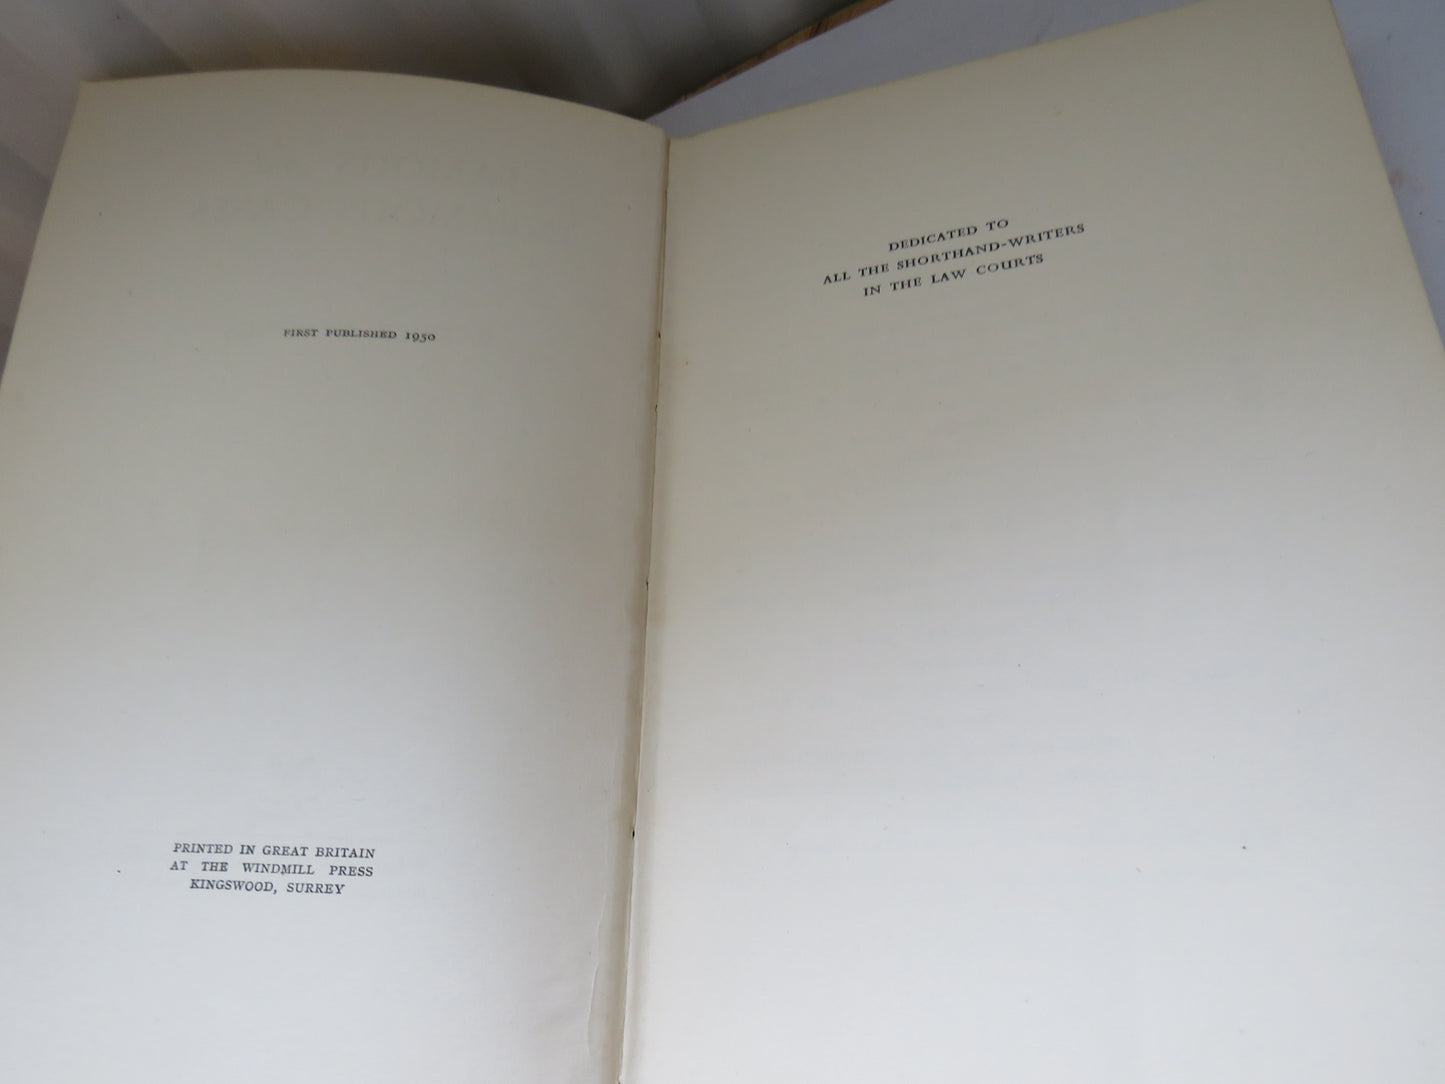 FIRST PUBLISHED 1950
PRINTED IN GREAT BRITAIN
AT THE WINDMILL PRESS
KINGSWOOD, SURREY
DEDICATED TO
ALL THE SHORTHAND-WRITERS
IN THE LAW COURTS